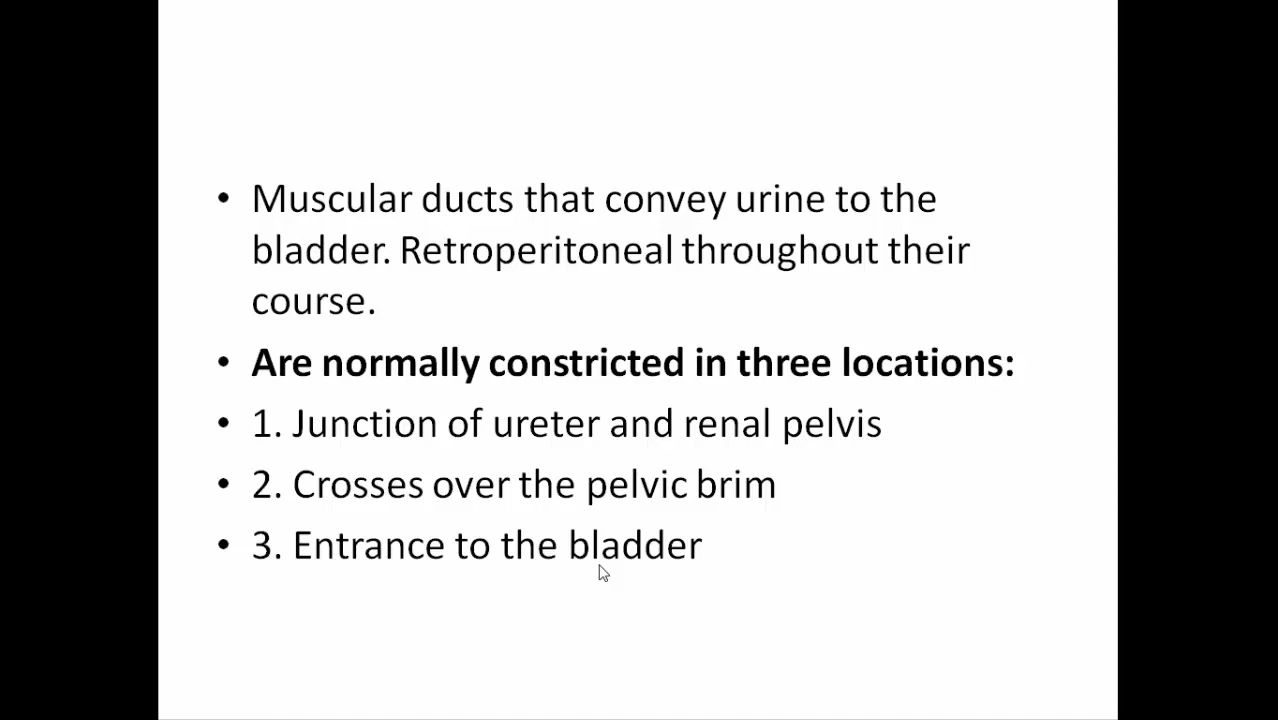 • Muscular ducts that convey urine to the
bladder. Retroperitoneal throughout their
course.
• Are normally constricted in three locations:
• 1. Junction of ureter and renal pelvis
• 2. Crosses over the pelvic brim
• 3. Entrance to the bladder